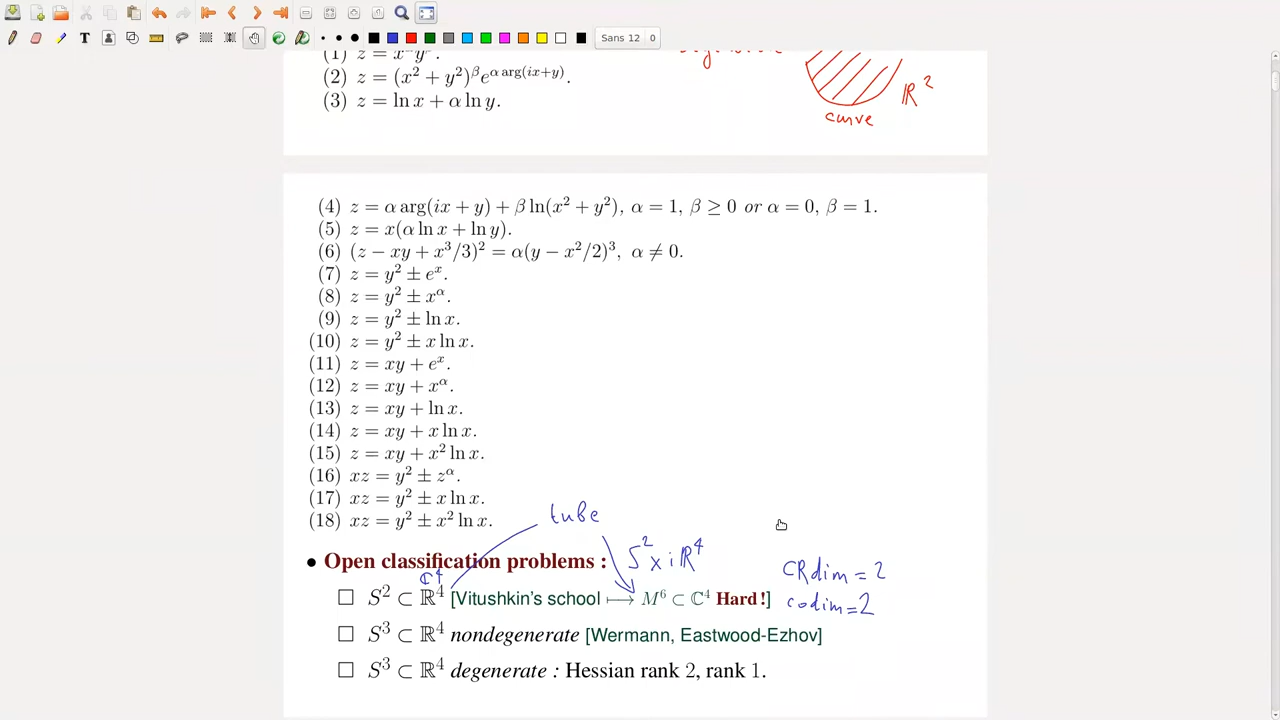 Sans 12 0
(1) z = x^α y^β.
(2) z = (x² + y²)^β e^{α arg(ix+y)}.
(3) z = ln x + α ln y.
ℝ²
curve
(4) z = α arg(ix + y) + β ln(x² + y²), α = 1, β ≥ 0 or α = 0, β = 1.
(5) z = x(α ln x + ln y).
(6) (z − xy + x³/3)² = α(y − x²/2)³, α ≠ 0.
(7) z = y² ± e^x.
(8) z = y² ± x^α.
(9) z = y² ± ln x.
(10) z = y² ± x ln x.
(11) z = xy + e^x.
(12) z = xy + x^α.
(13) z = xy + ln x.
(14) z = xy + x ln x.
(15) z = xy + x² ln x.
(16) xz = y² ± z^α.
(17) xz = y² ± x ln x.
(18) xz = y² ± x² ln x.
tube
• Open classification problems :
S² × iℝ⁴
CRdim = 2
ℂ⁴
□ S² ⊂ ℝ⁴ [Vitushkin's school ⟼ M⁶ ⊂ ℂ⁴ Hard!]
codim = 2
□ S³ ⊂ ℝ⁴ nondegenerate [Wermann, Eastwood-Ezhov]
□ S³ ⊂ ℝ⁴ degenerate : Hessian rank 2, rank 1.